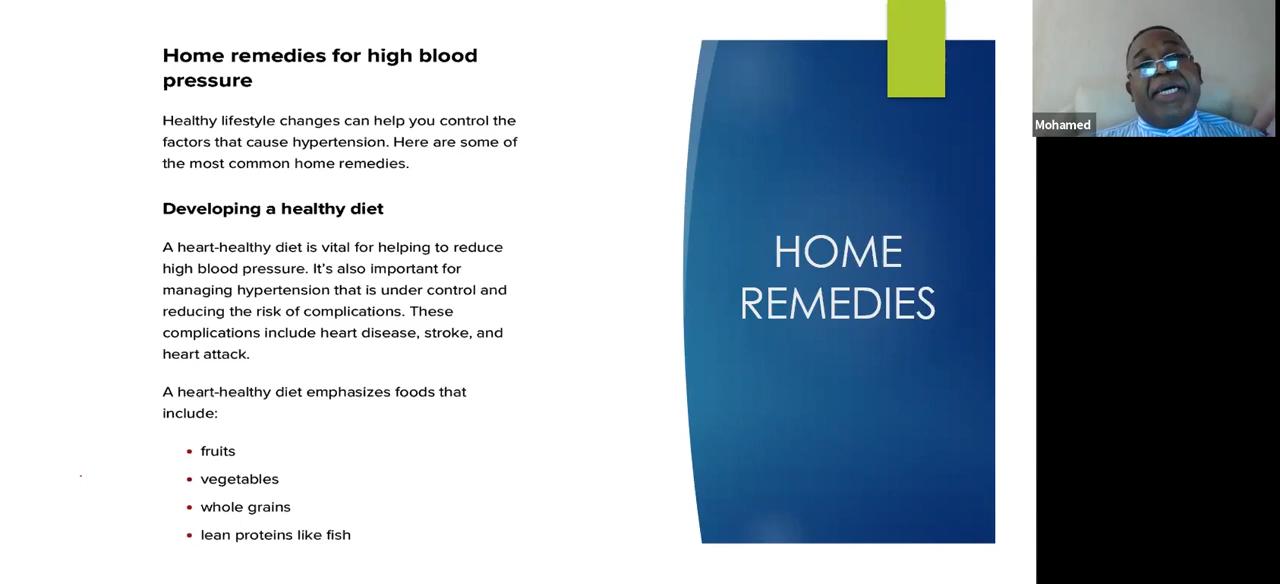 Home remedies for high blood
pressure
Healthy lifestyle changes can help you control the
factors that cause hypertension. Here are some of
the most common home remedies.
Developing a healthy diet
A heart-healthy diet is vital for helping to reduce
high blood pressure. It's also important for
managing hypertension that is under control and
reducing the risk of complications. These
complications include heart disease, stroke, and
heart attack.
A heart-healthy diet emphasizes foods that
include:
• fruits
• vegetables
• whole grains
• lean proteins like fish
HOME
REMEDIES
Mohamed